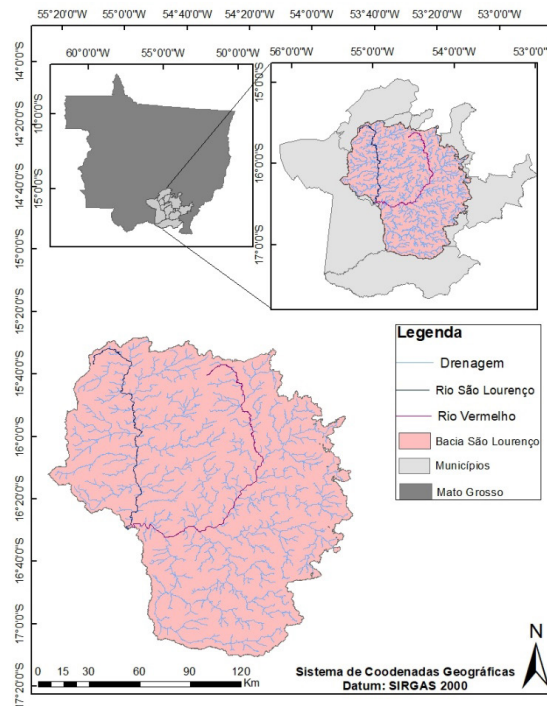 55°20'0"W 55°0'0"W 54°40'0"W 54°20'0"W 54°0'0"W 53°40'0"W 53°20'0"W 53°0'0"W
60°0'0"W 55°0'0"W 50°0'0"W
56°0'0"W 55°0'0"W 54°0'0"W 53°0'0"W
10°0'0"S
15°0'0"S
15°0'0"S
16°0'0"S
17°0'0"S
14°0'0"S
14°20'0"S
14°40'0"S
15°0'0"S
15°20'0"S
15°40'0"S
16°0'0"S
16°20'0"S
16°40'0"S
17°0'0"S
17°20'0"S
Legenda
Drenagem
Rio São Lourenço
Rio Vermelho
Bacia São Lourenço
Municípios
Mato Grosso
N
0 15 30 60 90 120
Km
Sistema de Coodenadas Geográficas
Datum: SIRGAS 2000